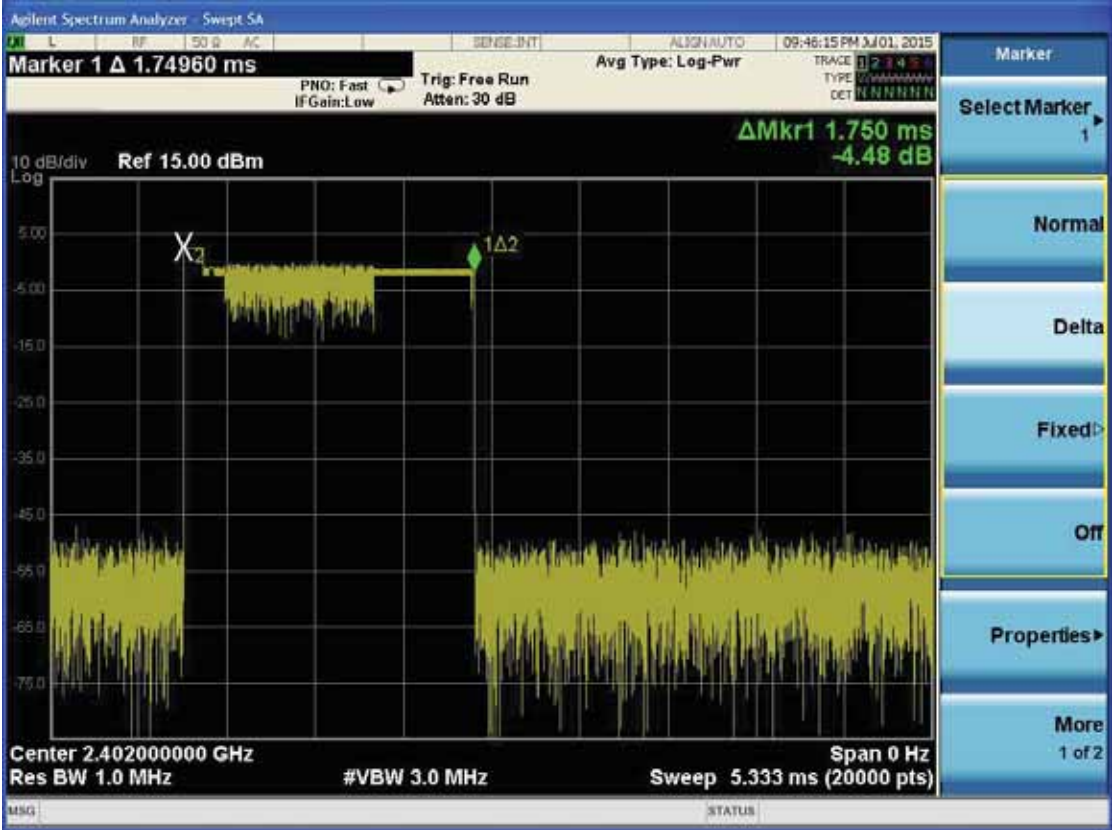 Agilent Spectrum Analyzer - Swept SA
L RF 50 Ω AC SENSE:INT ALIGNAUTO 09:46:15 PM Jul 01, 2015
Marker 1 Δ 1.74960 ms
PNO: Fast
IFGain:Low
Trig: Free Run
Atten: 30 dB
Avg Type: Log-Pwr
TRACE 1 2 3 4 5 6
TYPE
DET N N N N N N
ΔMkr1 1.750 ms
-4.48 dB
10 dB/div Ref 15.00 dBm
Log
5.00
-5.00
-15.0
-25.0
-35.0
-45.0
-55.0
-65.0
-75.0
X2
1Δ2
Center 2.402000000 GHz
Span 0 Hz
Res BW 1.0 MHz
#VBW 3.0 MHz
Sweep 5.333 ms (20000 pts)
MSG
STATUS
Marker
Select Marker
1
Normal
Delta
Fixed
Off
Properties
More
1 of 2